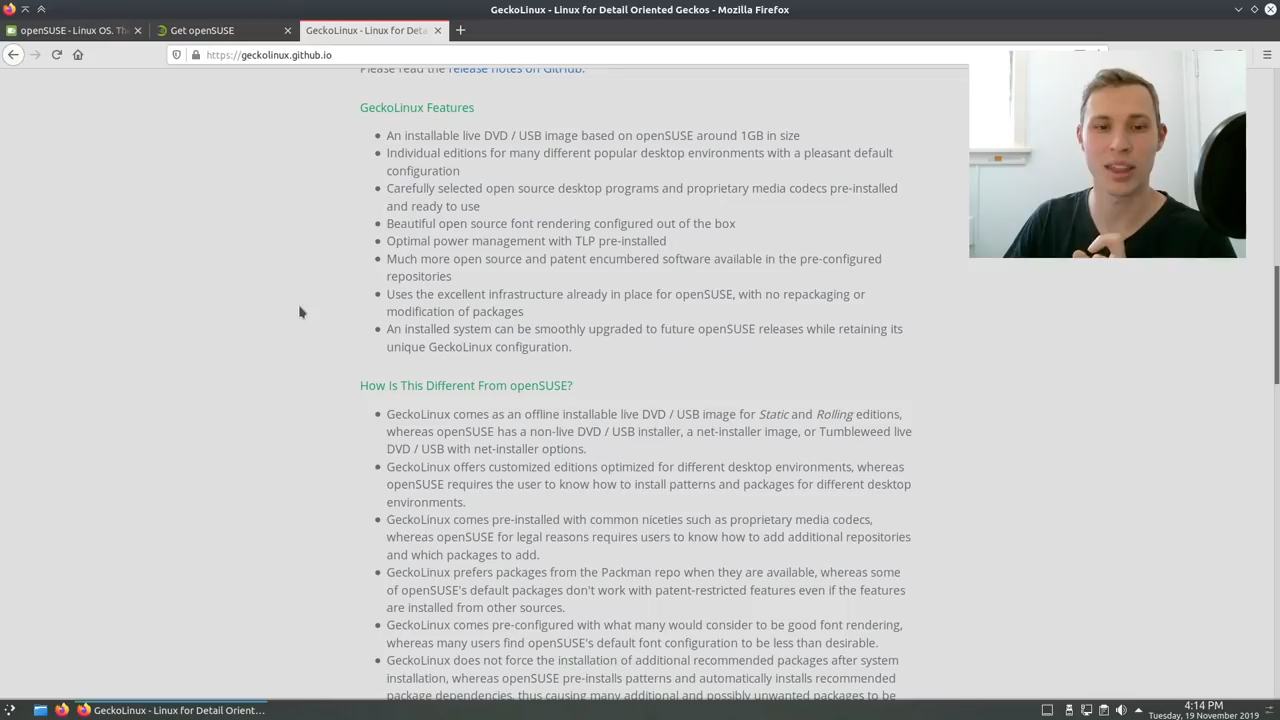 GeckoLinux - Linux for Detail Oriented Geckos - Mozilla Firefox
openSUSE - Linux OS. Th
Get openSUSE
GeckoLinux - Linux for Deta
https://geckolinux.github.io
Please read the release notes on GitHub.
GeckoLinux Features
An installable live DVD / USB image based on openSUSE around 1GB in size
Individual editions for many different popular desktop environments with a pleasant default
configuration
Carefully selected open source desktop programs and proprietary media codecs pre-installed
and ready to use
Beautiful open source font rendering configured out of the box
Optimal power management with TLP pre-installed
Much more open source and patent encumbered software available in the pre-configured
repositories
Uses the excellent infrastructure already in place for openSUSE, with no repackaging or
modification of packages
An installed system can be smoothly upgraded to future openSUSE releases while retaining its
unique GeckoLinux configuration.
How Is This Different From openSUSE?
GeckoLinux comes as an offline installable live DVD / USB image for Static and Rolling editions,
whereas openSUSE has a non-live DVD / USB installer, a net-installer image, or Tumbleweed live
DVD / USB with net-installer options.
GeckoLinux offers customized editions optimized for different desktop environments, whereas
openSUSE requires the user to know how to install patterns and packages for different desktop
environments.
GeckoLinux comes pre-installed with common niceties such as proprietary media codecs,
whereas openSUSE for legal reasons requires users to know how to add additional repositories
and which packages to add.
GeckoLinux prefers packages from the Packman repo when they are available, whereas some
of openSUSE's default packages don't work with patent-restricted features even if the features
are installed from other sources.
GeckoLinux comes pre-configured with what many would consider to be good font rendering,
whereas many users find openSUSE's default font configuration to be less than desirable.
GeckoLinux does not force the installation of additional recommended packages after system
installation, whereas openSUSE pre-installs patterns and automatically installs recommended
package dependencies, thus causing many additional and possibly unwanted packages to be
GeckoLinux - Linux for Detail Orient...
4:14 PM
Tuesday, 19 November 2019